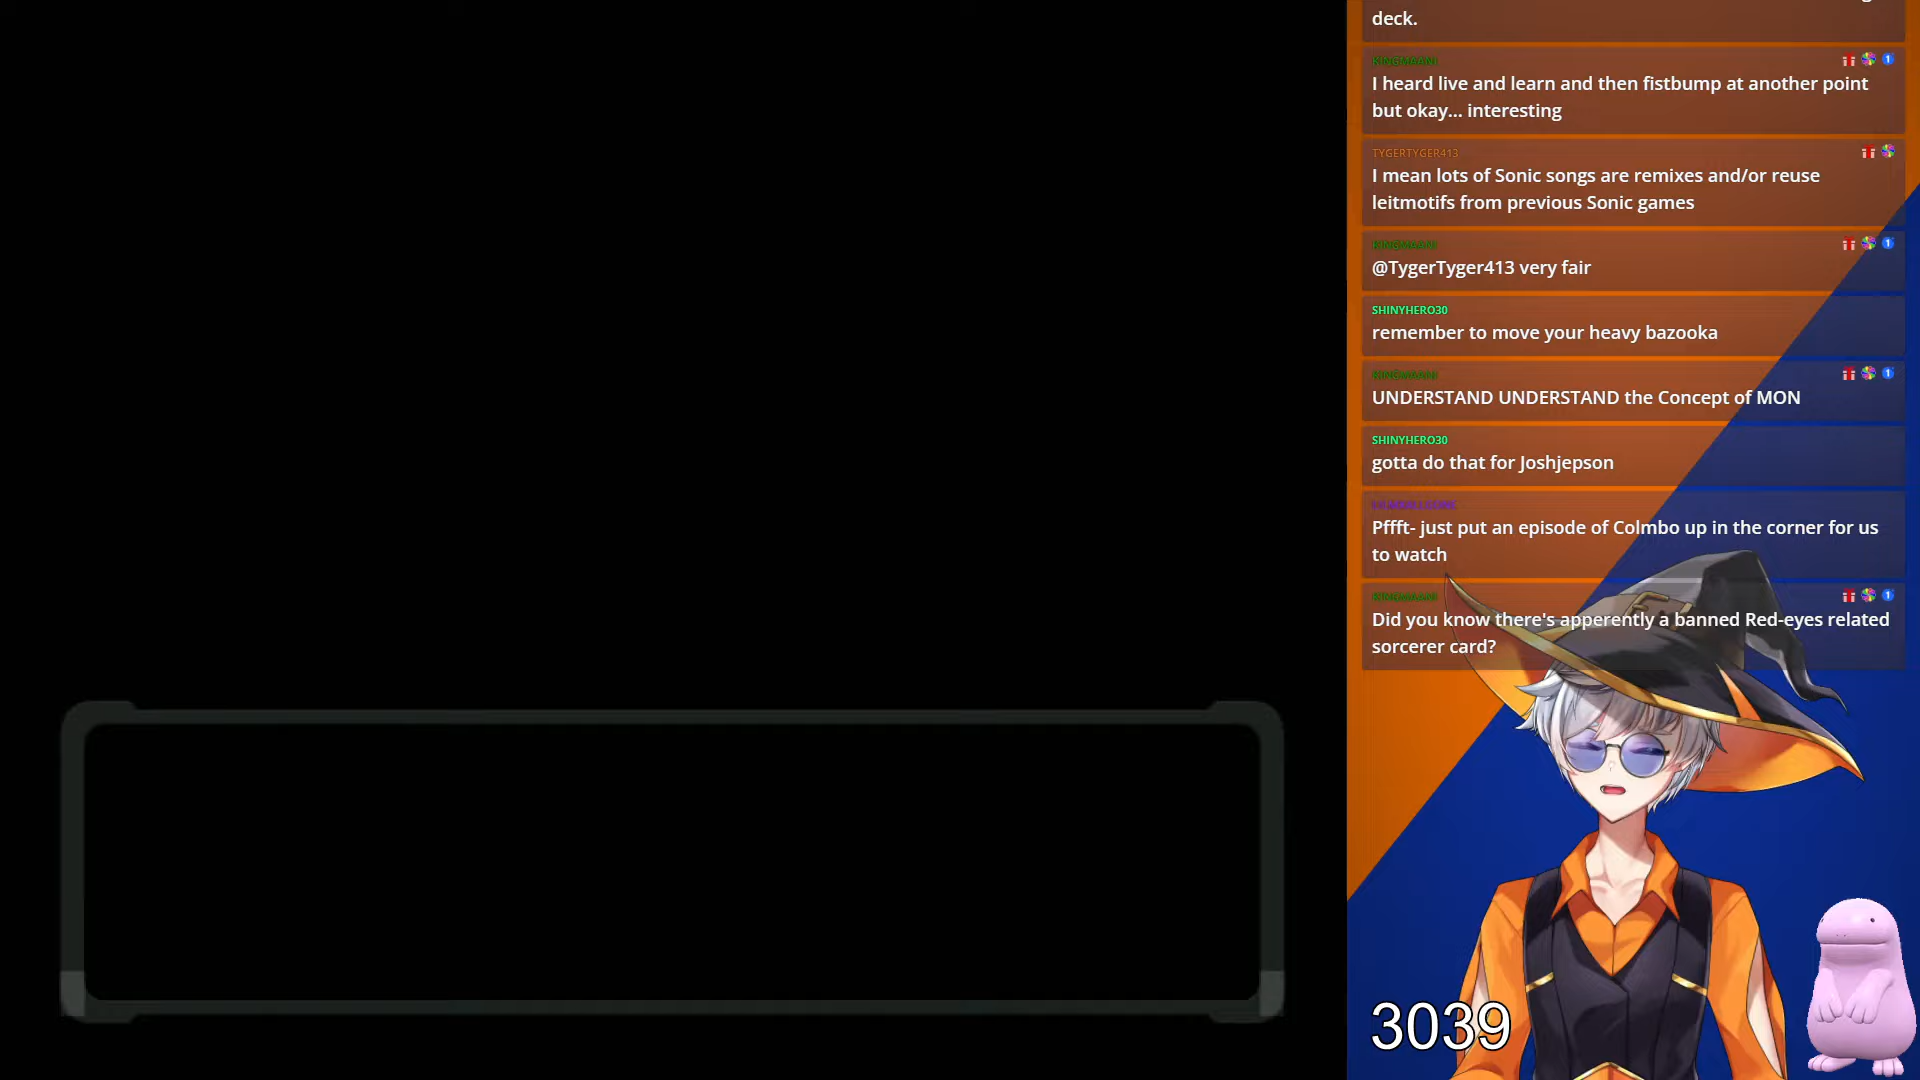 deck.
KINGMAANI
I heard live and learn and then fistbump at another point
but okay... interesting
TYGERTYGER413
I mean lots of Sonic songs are remixes and/or reuse
leitmotifs from previous Sonic games
KINGMAANI
@TygerTyger413 very fair
SHINYHERO30
remember to move your heavy bazooka
KINGMAANI
UNDERSTAND UNDERSTAND the Concept of MON
SHINYHERO30
gotta do that for Joshjepson
Pffft- just put an episode of Colmbo up in the corner for us
to watch
KINGMAANI
Did you know there's apperently a banned Red-eyes related
sorcerer card?
3039